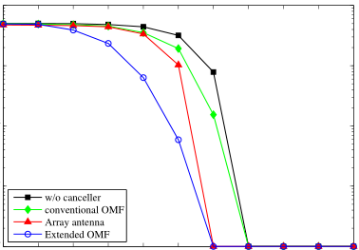 w/o canceller
conventional OMF
Array antenna
Extended OMF